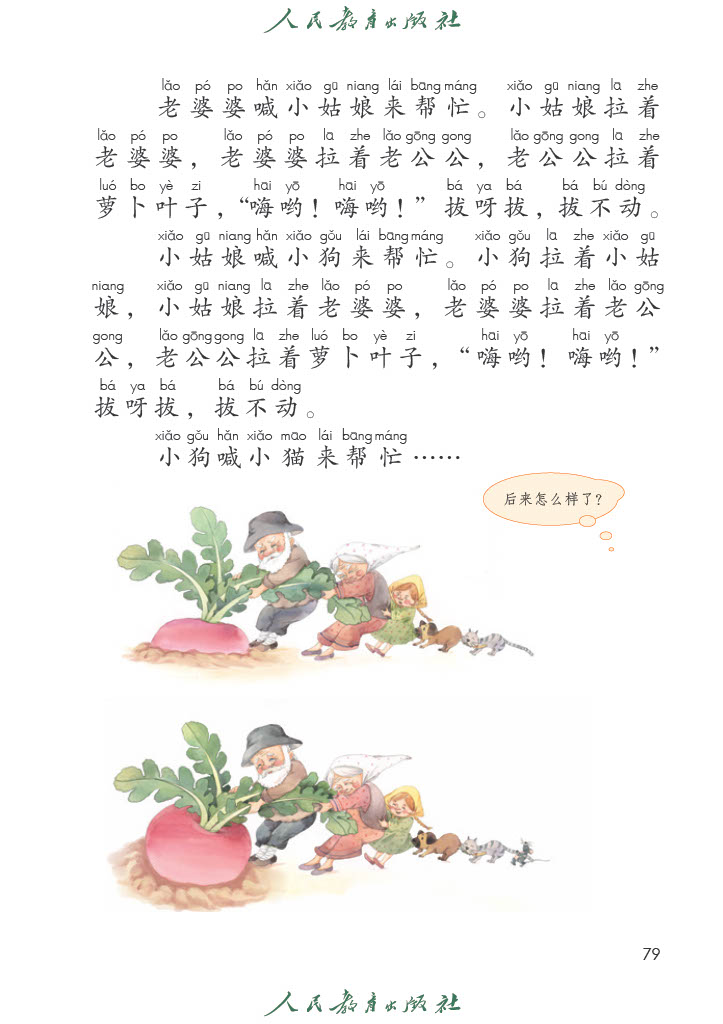 人民教育出版社
lǎo pó po hǎn xiǎo gū niang lái bāng máng xiǎo gū niang lā zhe
老婆婆喊小姑娘来帮忙。小姑娘拉着
lǎo pó po lǎo pó po lā zhe lǎo gōng gong lǎo gōng gong lā zhe
老婆婆，老婆婆拉着老公公，老公公拉着
luó bo yè zi hāi yō hāi yō bá ya bá bá bú dòng
萝卜叶子，“嗨哟！嗨哟！”拔呀拔，拔不动。
xiǎo gū niang hǎn xiǎo gǒu lái bāng máng xiǎo gǒu lā zhe xiǎo gū
小姑娘喊小狗来帮忙。小狗拉着小姑
niang xiǎo gū niang lā zhe lǎo pó po lǎo pó po lā zhe lǎo gōng
娘，小姑娘拉着老婆婆，老婆婆拉着老公
gong lǎo gōng gong lā zhe luó bo yè zi hāi yō hāi yō
公，老公公拉着萝卜叶子，“嗨哟！嗨哟！”
bá ya bá bá bú dòng
拔呀拔，拔不动。
xiǎo gǒu hǎn xiǎo māo lái bāng máng
小狗喊小猫来帮忙……
后来怎么样了？
79
人民教育出版社